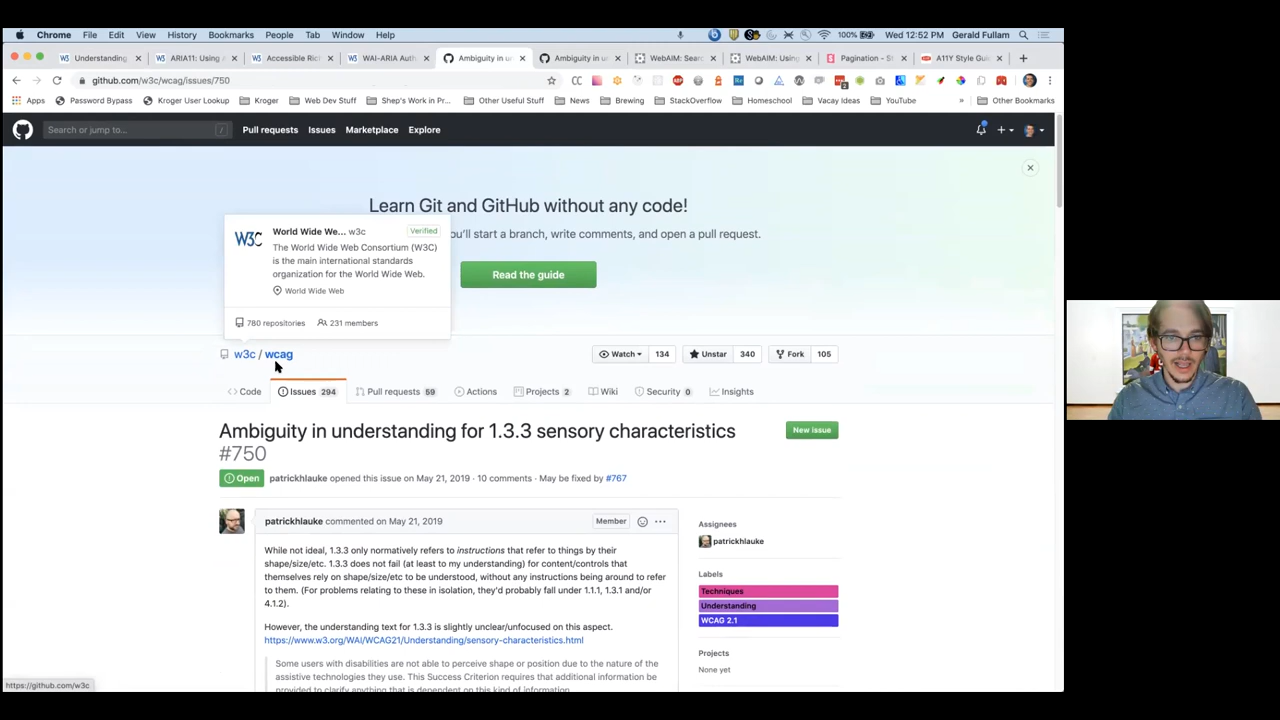 Chrome File Edit View History Bookmarks People Tab Window Help 100% Wed 12:52 PM Gerald Fullam
Understanding ARIA11: Using A Accessible Ric WAI-ARIA Auth Ambiguity in un Ambiguity in un WebAIM: Sear WebAIM: Using Pagination - St A11Y Style Gui
github.com/w3c/wcag/issues/750
Apps Password Bypass Kroger User Lookup Kroger Web Dev Stuff Shep's Work in Pr... Other Useful Stuff News Brewing StackOverflow Homeschool Vacay Ideas YouTube » Other Bookmarks
Search or jump to... / Pull requests Issues Marketplace Explore
Learn Git and GitHub without any code!
ou'll start a branch, write comments, and open a pull request.
Read the guide
W3C World Wide We... w3c Verified
The World Wide Web Consortium (W3C)
is the main international standards
organization for the World Wide Web.
World Wide Web
780 repositories 231 members
w3c / wcag Watch 134 Unstar 340 Fork 105
Code Issues 294 Pull requests 59 Actions Projects 2 Wiki Security 0 Insights
Ambiguity in understanding for 1.3.3 sensory characteristics
#750
New issue
Open patrickhlauke opened this issue on May 21, 2019 · 10 comments · May be fixed by #767
patrickhlauke commented on May 21, 2019 Member
While not ideal, 1.3.3 only normatively refers to instructions that refer to things by their
shape/size/etc. 1.3.3 does not fail (at least to my understanding) for content/controls that
themselves rely on shape/size/etc to be understood, without any instructions being around to refer
to them. (For problems relating to these in isolation, they'd probably fall under 1.1.1, 1.3.1 and/or
4.1.2).
However, the understanding text for 1.3.3 is slightly unclear/unfocused on this aspect.
https://www.w3.org/WAI/WCAG21/Understanding/sensory-characteristics.html
Some users with disabilities are not able to perceive shape or position due to the nature of the
assistive technologies they use. This Success Criterion requires that additional information be
provided to clarify anything that is dependent on this kind of information.
Assignees
patrickhlauke
Labels
Techniques
Understanding
WCAG 2.1
Projects
None yet
https://github.com/w3c